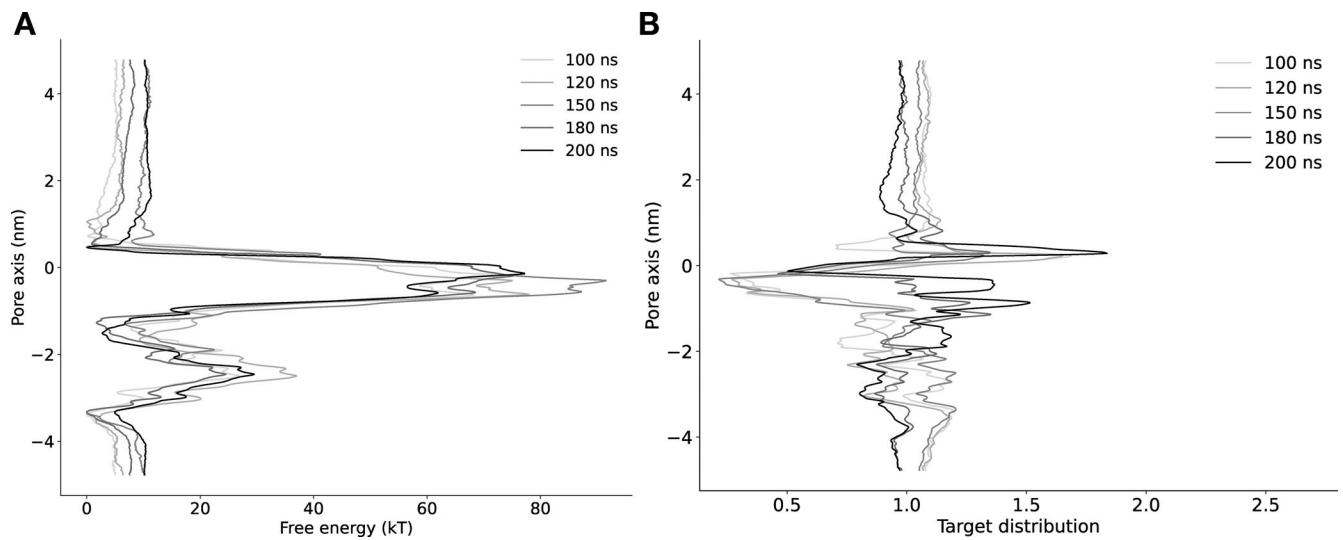 A
100 ns
120 ns
150 ns
180 ns
200 ns
4
2
0
−2
−4
Pore axis (nm)
0
20
40
60
80
Free energy (kT)
B
100 ns
120 ns
150 ns
180 ns
200 ns
4
2
0
−2
−4
Pore axis (nm)
0.5
1.0
1.5
2.0
2.5
Target distribution